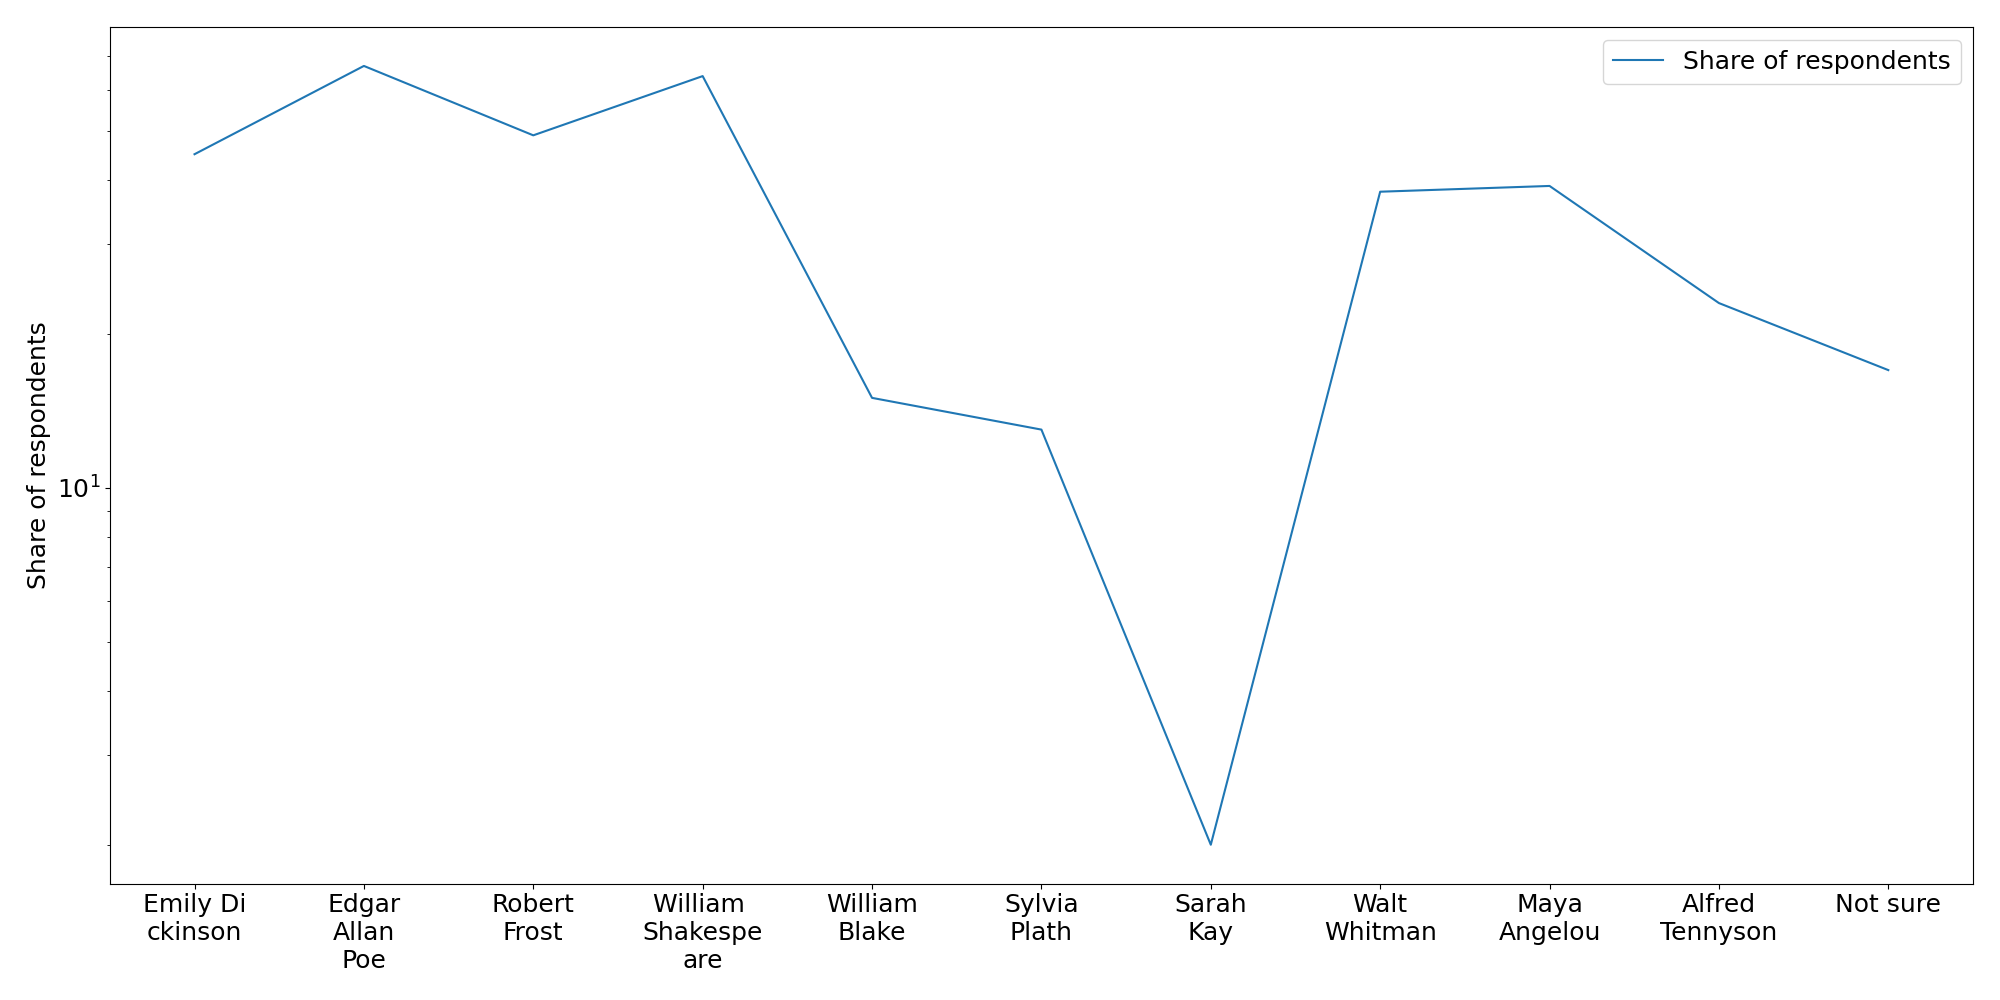 Share of respondents
Share of respondents
10¹
Emily Di
ckinson
Edgar
Allan
Poe
Robert
Frost
William
Shakespe
are
William
Blake
Sylvia
Plath
Sarah
Kay
Walt
Whitman
Maya
Angelou
Alfred
Tennyson
Not sure